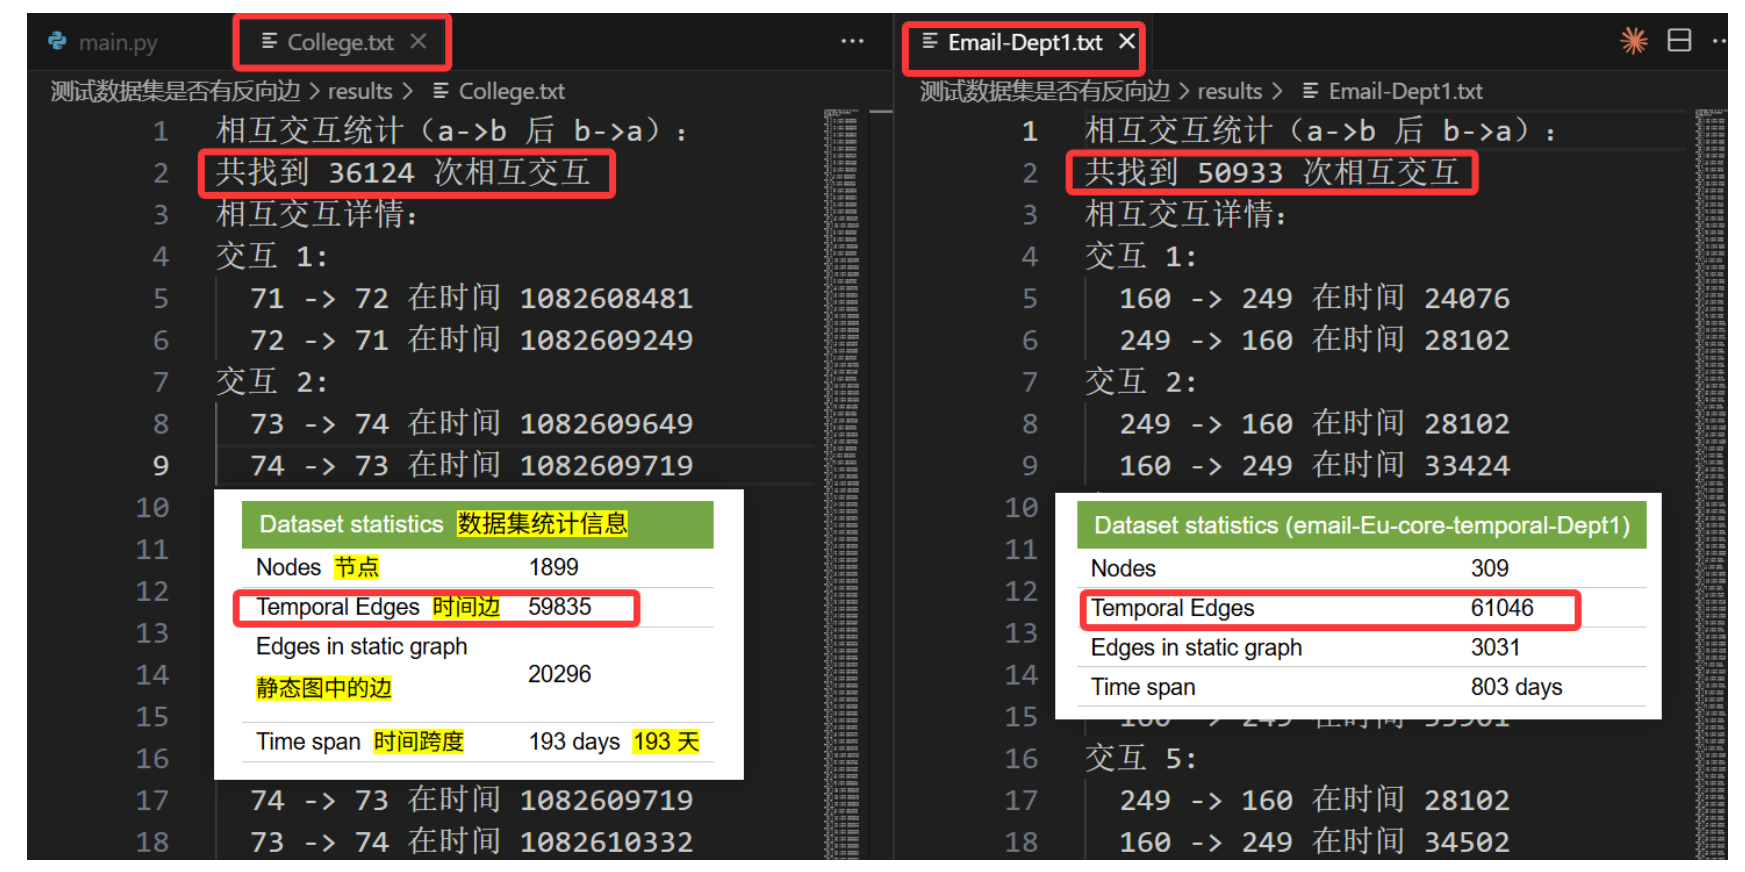 main.py
College.txt
测试数据集是否有反向边 > results > College.txt
1 相互交互统计（a->b 后 b->a）：
2 共找到 36124 次相互交互
3 相互交互详情：
4 交互 1:
5 71 -> 72 在时间 1082608481
6 72 -> 71 在时间 1082609249
7 交互 2:
8 73 -> 74 在时间 1082609649
9 74 -> 73 在时间 1082609719
10
11
12
13
14
15
16
Dataset statistics 数据集统计信息
Nodes 节点 1899
Temporal Edges 时间边 59835
Edges in static graph
静态图中的边 20296
Time span 时间跨度 193 days 193 天
17 74 -> 73 在时间 1082609719
18 73 -> 74 在时间 1082610332
Email-Dept1.txt
测试数据集是否有反向边 > results > Email-Dept1.txt
1 相互交互统计（a->b 后 b->a）：
2 共找到 50933 次相互交互
3 相互交互详情：
4 交互 1:
5 160 -> 249 在时间 24076
6 249 -> 160 在时间 28102
7 交互 2:
8 249 -> 160 在时间 28102
9 160 -> 249 在时间 33424
10
11
12
13
14
15
Dataset statistics (email-Eu-core-temporal-Dept1)
Nodes 309
Temporal Edges 61046
Edges in static graph 3031
Time span 803 days
16 交互 5:
17 249 -> 160 在时间 28102
18 160 -> 249 在时间 34502